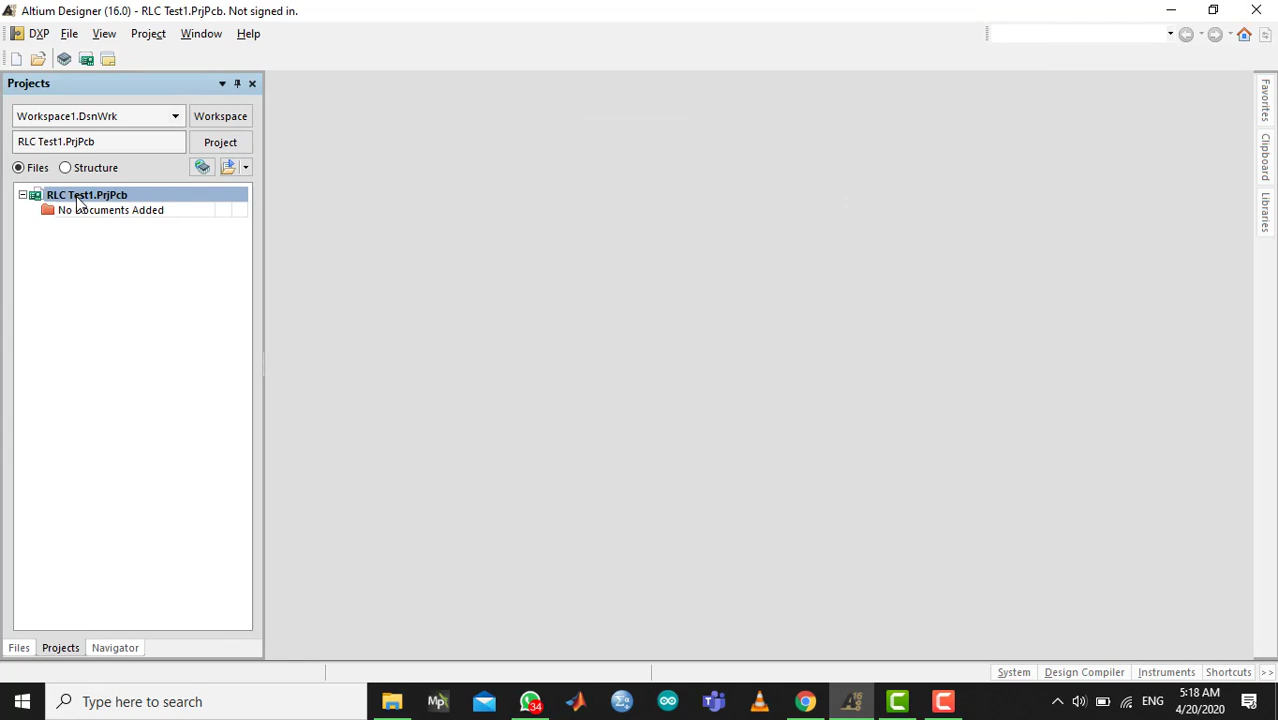 Altium Designer (16.0) - RLC Test1.PrjPcb. Not signed in.
DXP File View Project Window Help
Projects
Workspace1.DsnWrk Workspace
RLC Test1.PrjPcb Project
Files Structure
RLC Test1.PrjPcb
No Documents Added
Favorites
Clipboard
Libraries
Files Projects Navigator
System Design Compiler Instruments Shortcuts >>
Type here to search
34
ENG
5:18 AM
4/20/2020